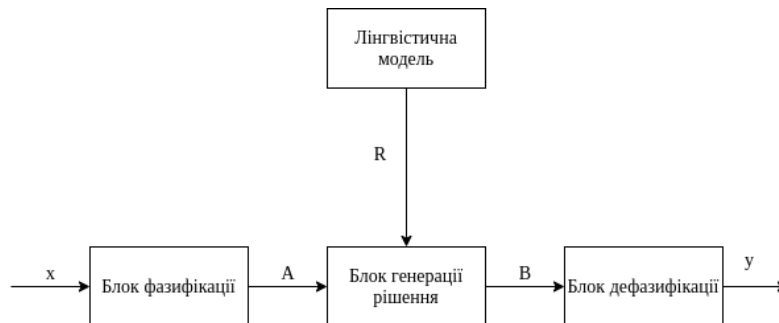 Лінгвістична
модель
R
x
Блок фазифікації
A
Блок генерації
рішення
B
Блок дефазифікації
y